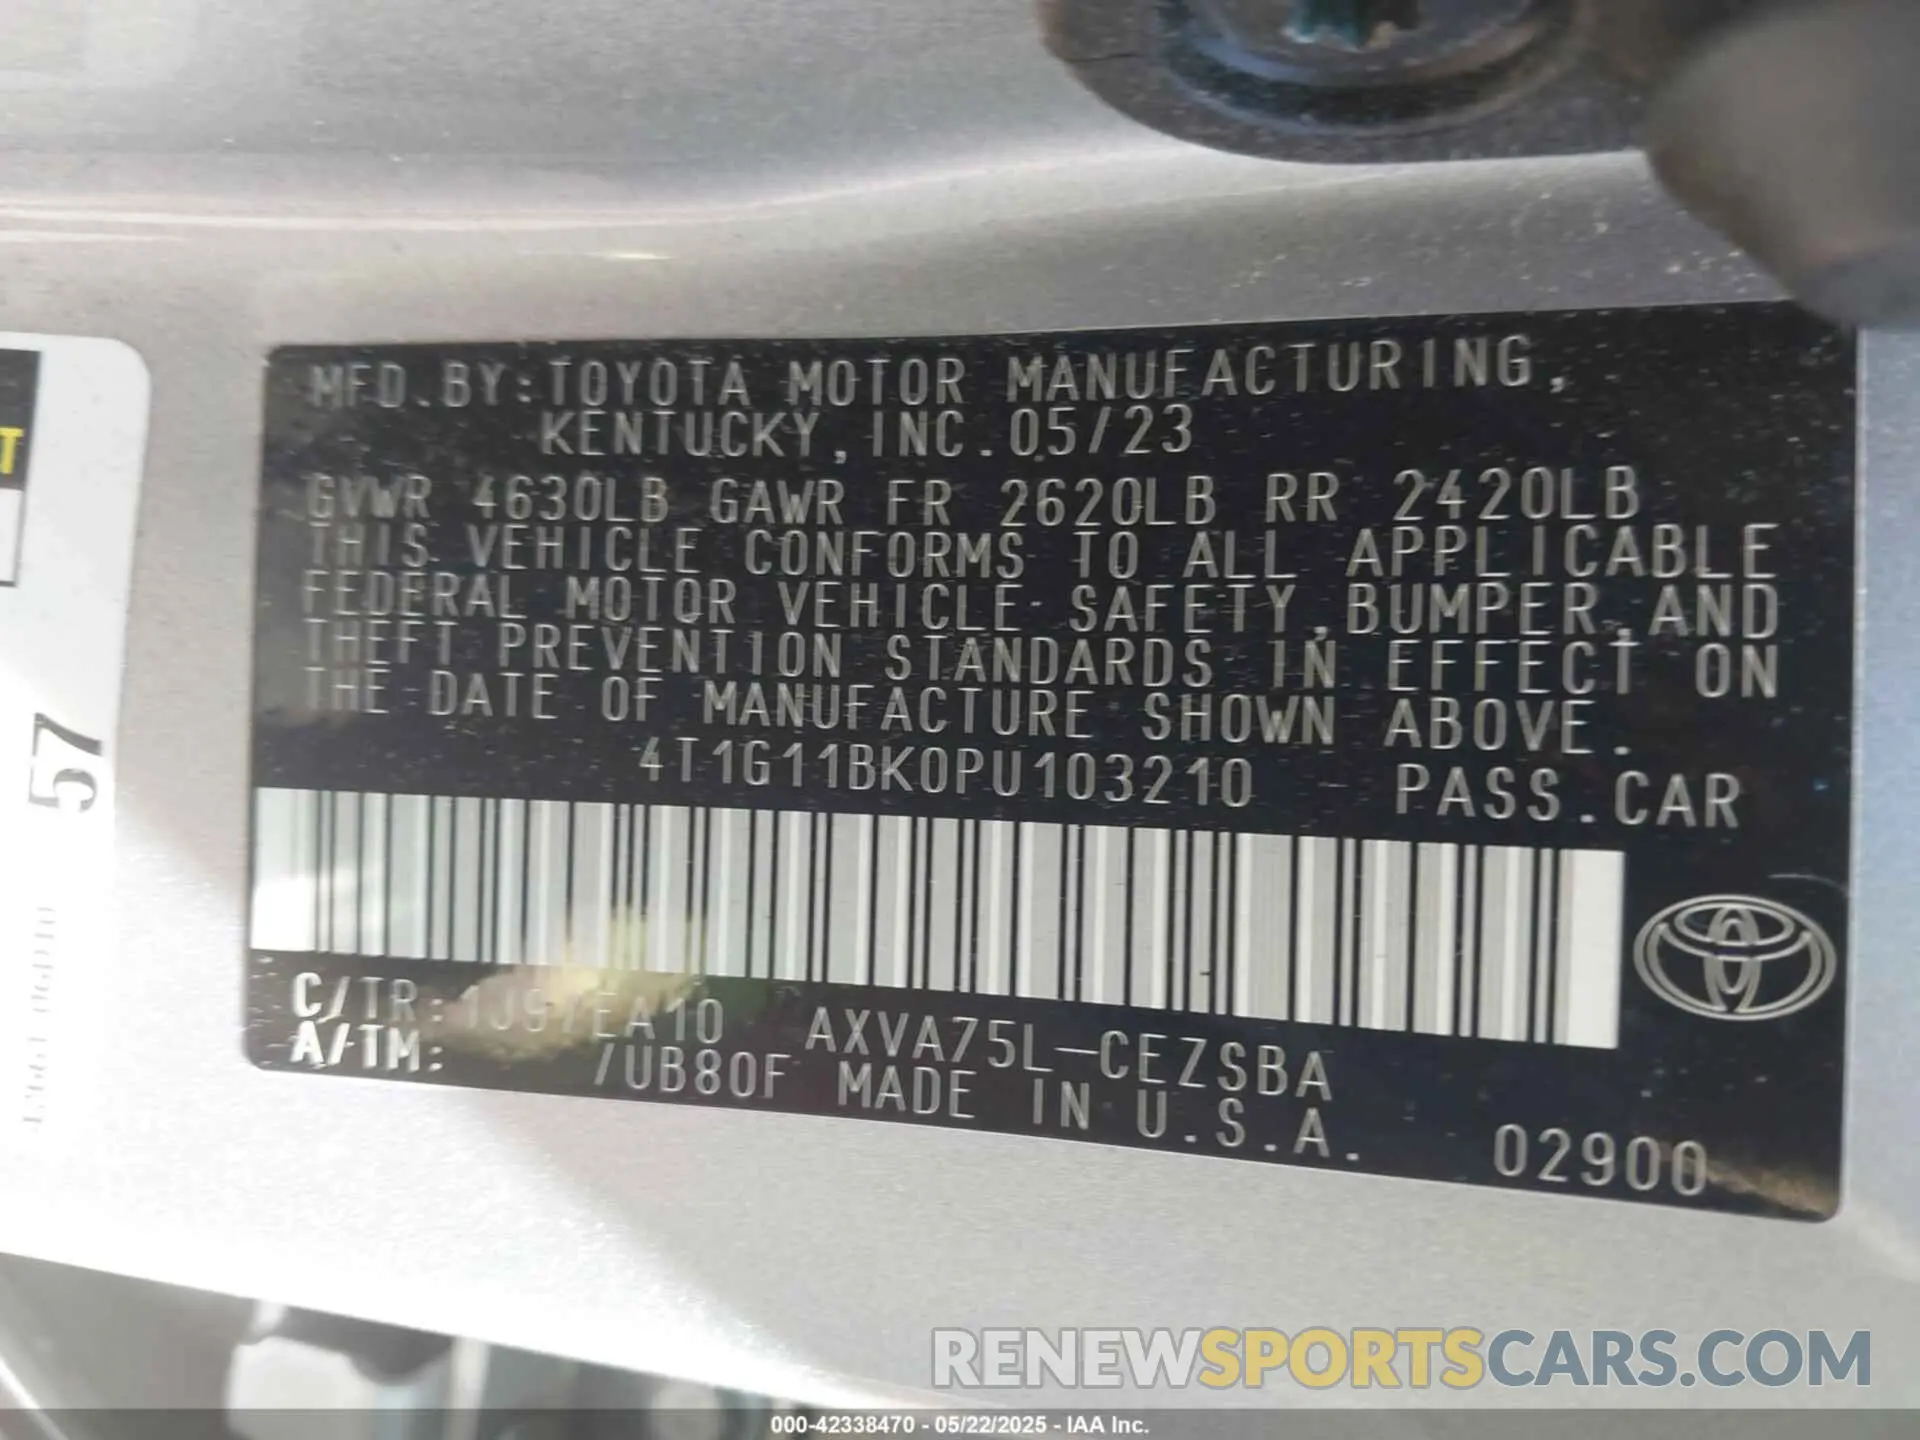 MFD.BY:TOYOTA MOTOR MANUFACTURING,
KENTUCKY, INC. 05/23
GVWR 4630LB GAWR FR 2620LB RR 2420LB
THIS VEHICLE CONFORMS TO ALL APPLICABLE
FEDERAL MOTOR VEHICLE SAFETY, BUMPER, AND
THEFT PREVENTION STANDARDS IN EFFECT ON
THE DATE OF MANUFACTURE SHOWN ABOVE.
4T1G11BK0PU103210 PASS.CAR
C/TR:1J9/EA10 AXVA75L-CEZSBA
A/TM: /UB80F MADE IN U.S.A.
02900
T
57
RENEWSPORTSCARS.COM
000-42338470 - 05/22/2025 - IAA Inc.